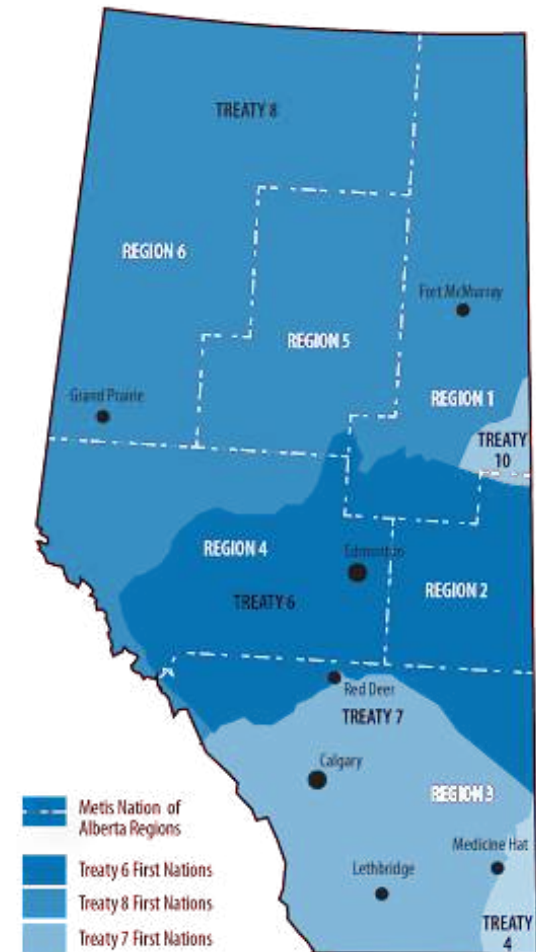 TREATY 8
REGION 6
Fort McMurray
REGION 5
Grand Prairie
REGION 1
TREATY
10
REGION 4
Edmonton
REGION 2
TREATY 6
Red Deer
TREATY 7
Calgary
REGION 3
Metis Nation of
Alberta Regions
Medicine Hat
Treaty 6 First Nations
Lethbridge
Treaty 8 First Nations
TREATY
4
Treaty 7 First Nations